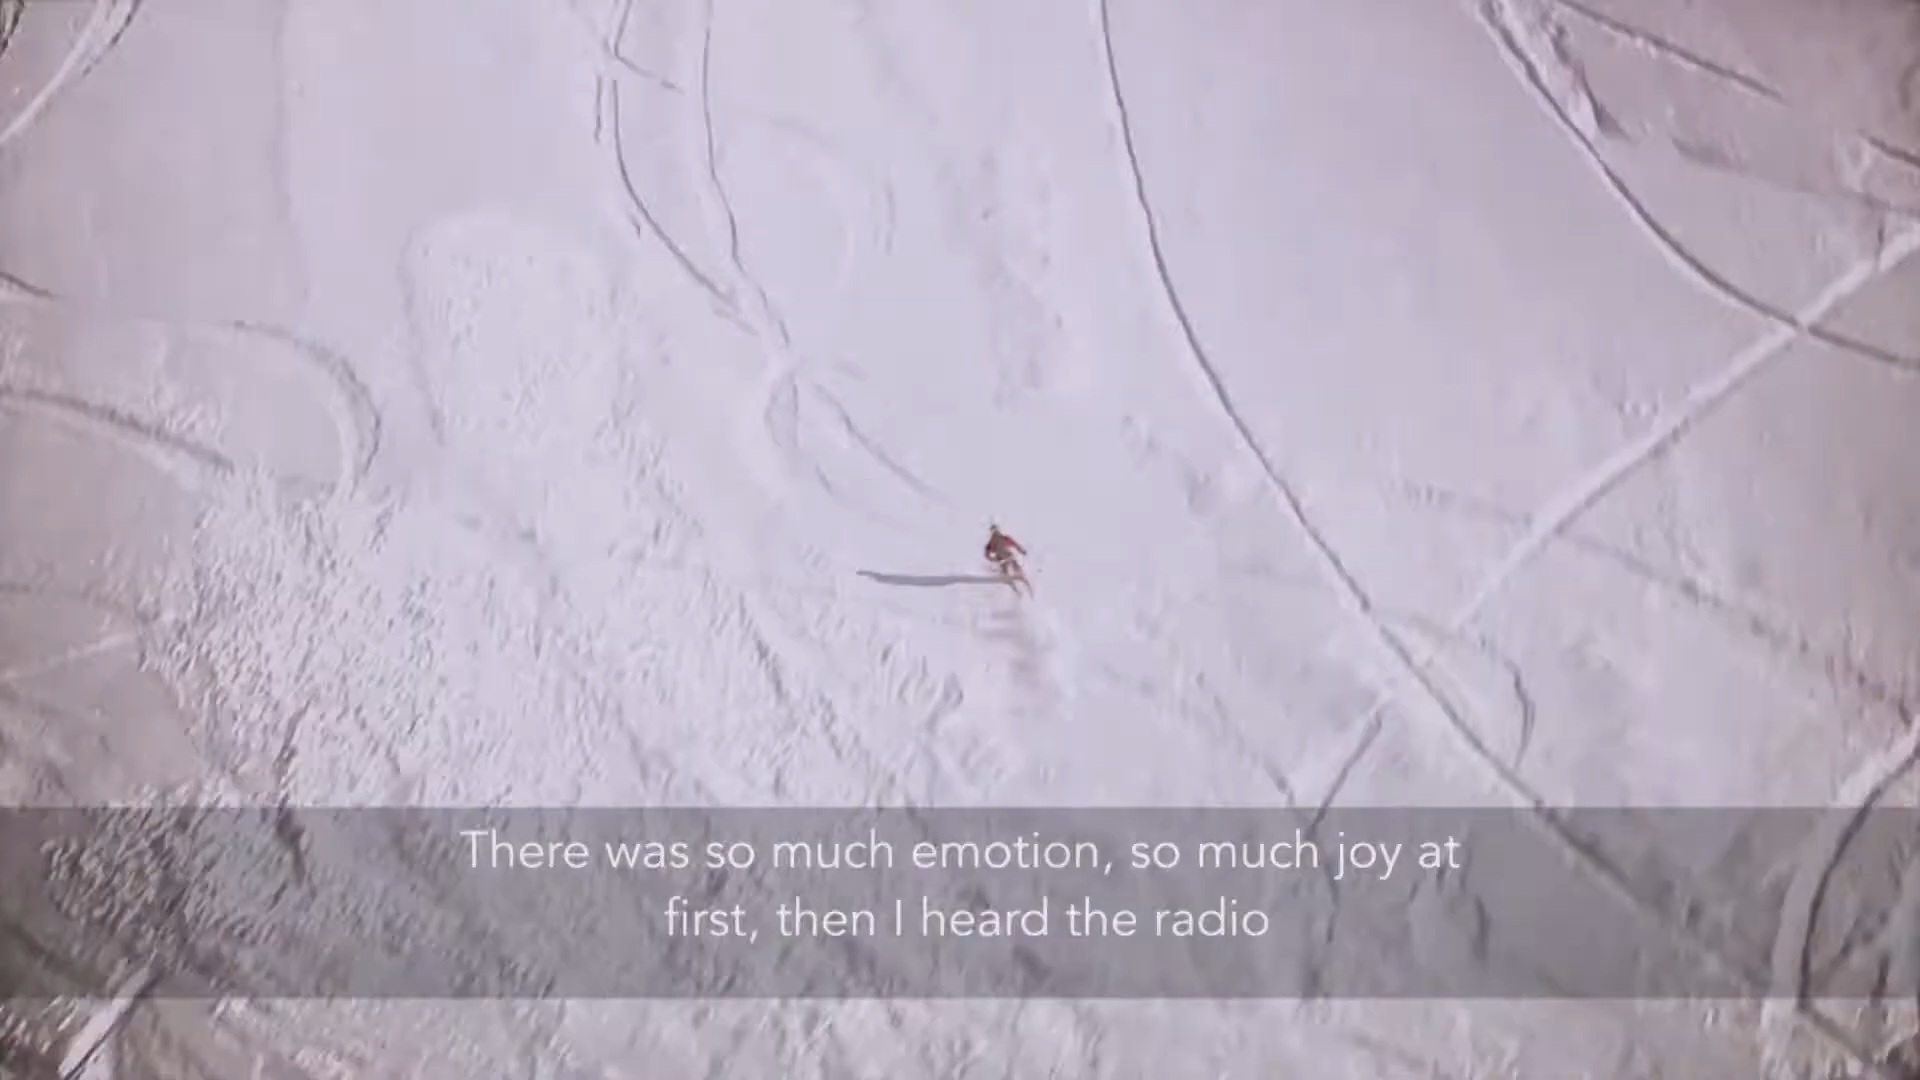 There was so much emotion, so much joy at
first, then I heard the radio